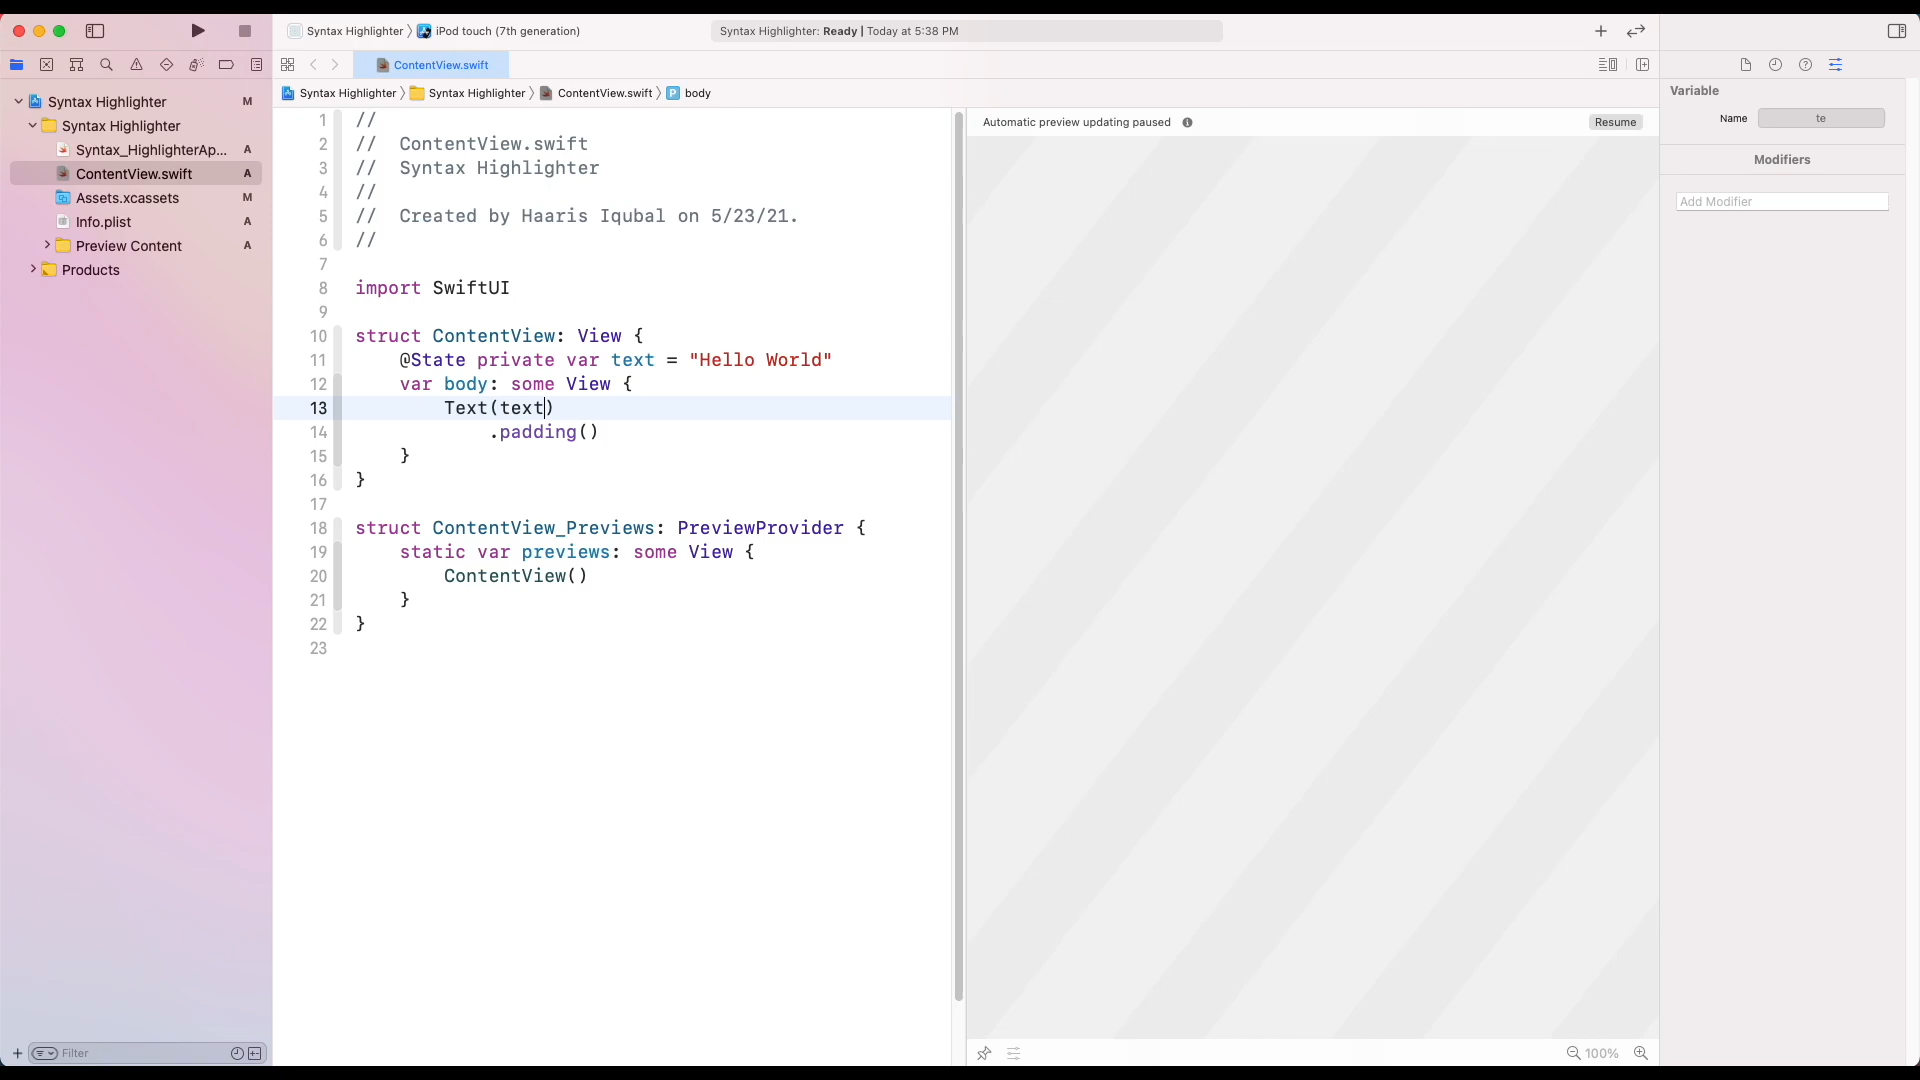 Syntax Highlighter 〉 iPod touch (7th generation)
Syntax Highlighter: Ready | Today at 5:38 PM
ContentView.swift
Syntax Highlighter 〉 Syntax Highlighter 〉 ContentView.swift 〉 P body
Syntax Highlighter M
Syntax Highlighter
Syntax_HighlighterAp... A
ContentView.swift A
Assets.xcassets M
Info.plist A
Preview Content A
Products
Filter
1 //
2 //  ContentView.swift
3 //  Syntax Highlighter
4 //
5 //  Created by Haaris Iqubal on 5/23/21.
6 //
7
8 import SwiftUI
9
10 struct ContentView: View {
11     @State private var text = "Hello World"
12     var body: some View {
13         Text(text)
14             .padding()
15     }
16 }
17
18 struct ContentView_Previews: PreviewProvider {
19     static var previews: some View {
20         ContentView()
21     }
22 }
23
Automatic preview updating paused
Resume
100%
Variable
Name te
Modifiers
Add Modifier